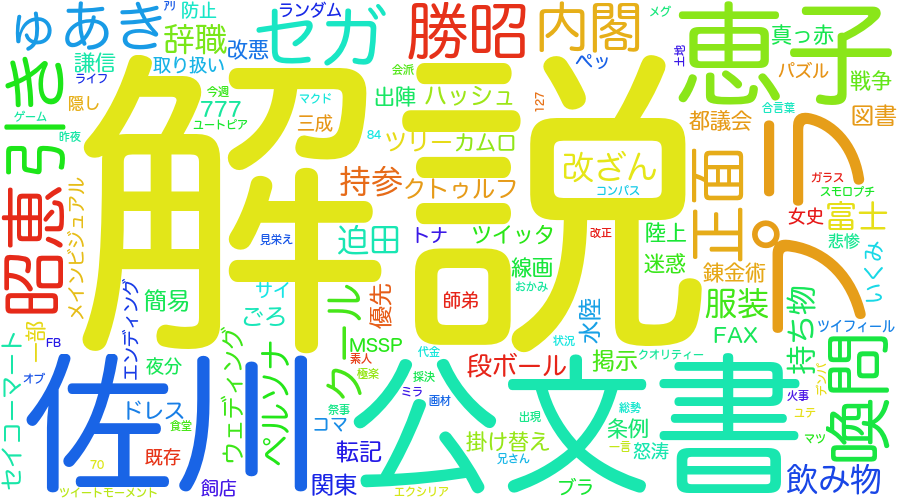 アリ
防止
ランダム
ゅあき
辞職
改悪
セガ
勝昭
内閣
ペッ
恵子
メグ
土地
真っ赤
パズル
戦争
合言葉
図書
謙信
取り扱い
ライフ
隠し
今週
777
ユートピア
マクド
三成
84
会派
出陣
ハッシュ
ツリー
カムロ
127
都議会
引き
ゲーム
昨夜
解説
改ざん
コンパス
正面
プラ
ガラス
スモロプチ
女史
富士
悲惨
いくみ
昭恵
メインビジュアル
持参
クトゥルフ
見栄え
迫田
トナ
ツイッタ
改正
陸上
線画
おかみ
迷惑
錬金術
簡易
サイ
ごろ
クール
優先
師弟
水陸
服装
持ち物
ツイフィール
FAX
喚問
セイコーマート
一部
FB
オブ
エンディング
夜分
ウェディング
ペルソナ
MSSP
代金
状況
段ボール
掲示
クオリティー
デンパ
素人
極楽
採決
佐川
公文書
ドレス
食堂
祭事
コマ
ミラ
画材
出現
総勢
火事
ユテ
既存
70
ツイートモーメント
飼店
関東
転記
エクシリア
掛け替え
兄さん
ブラ
条例
一言
怒涛
マツ
飲み物